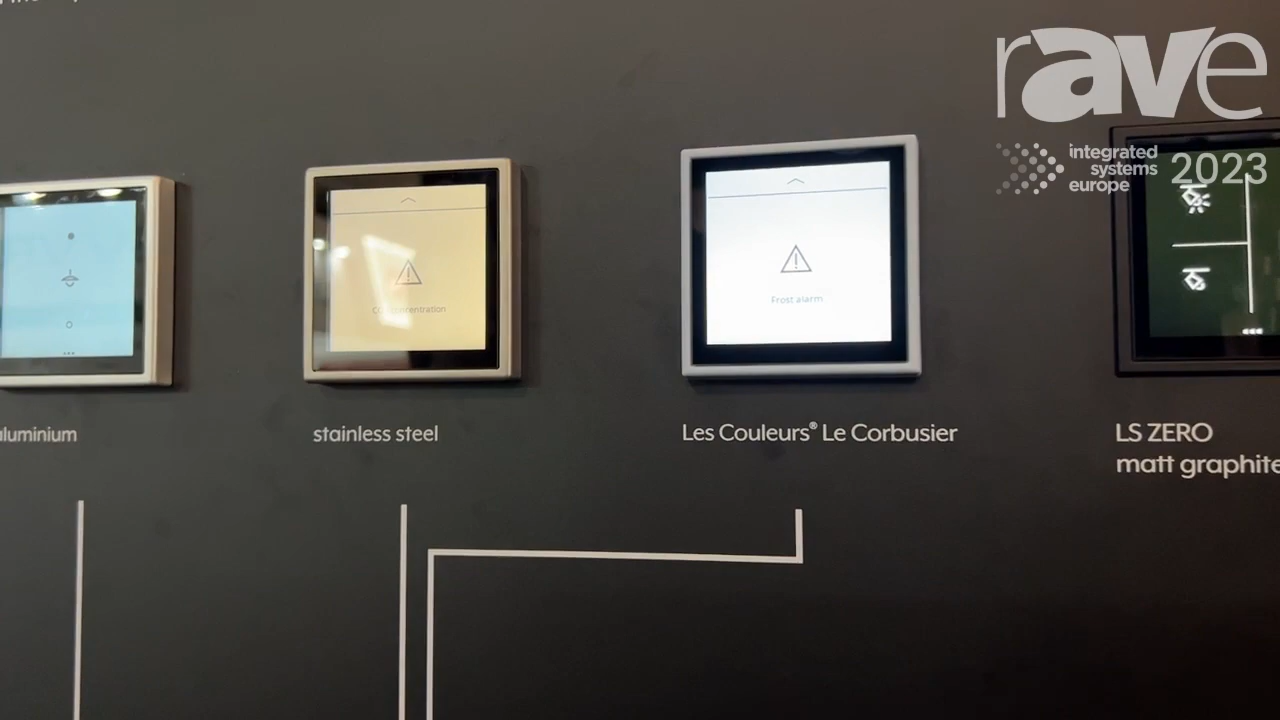 rave
integrated
systems
europe
2023
Frost alarm
aluminium
stainless steel
Les Couleurs® Le Corbusier
LS ZERO
matt graphite